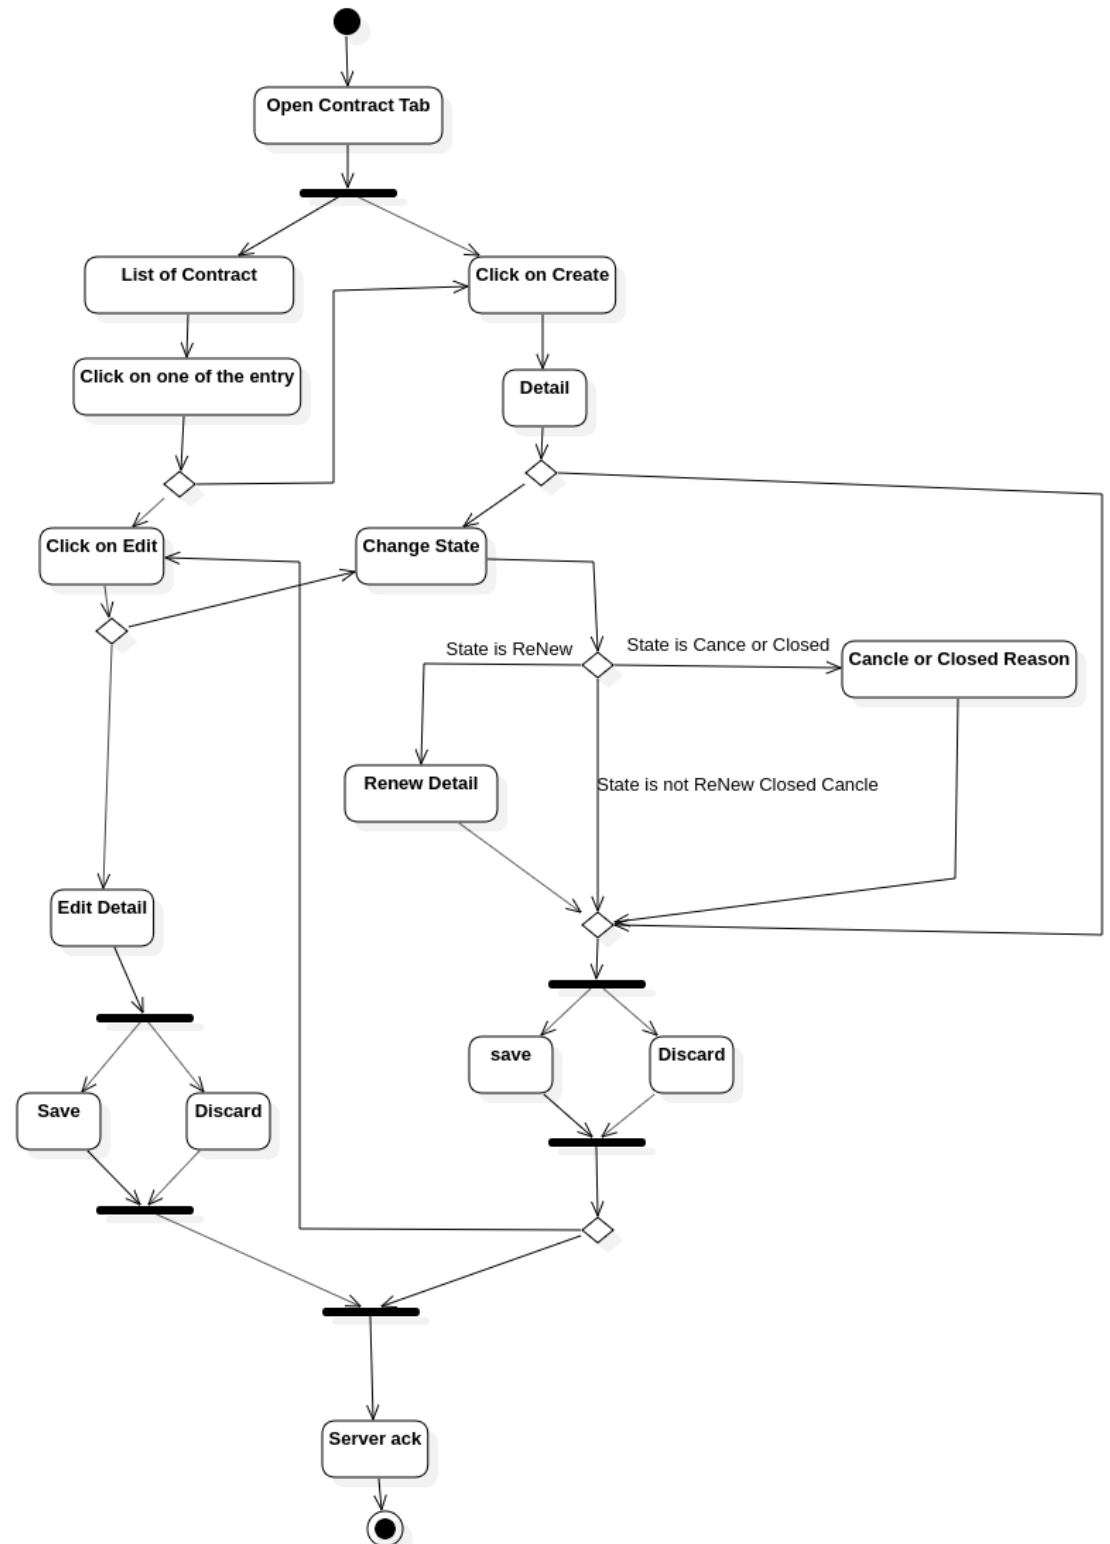 Open Contract Tab
List of Contract
Click on Create
Click on one of the entry
Detail
Click on Edit
Change State
State is ReNew
State is Cance or Closed
Cancle or Closed Reason
Renew Detail
State is not ReNew Closed Cancle
Edit Detail
save
Discard
Save
Discard
Server ack